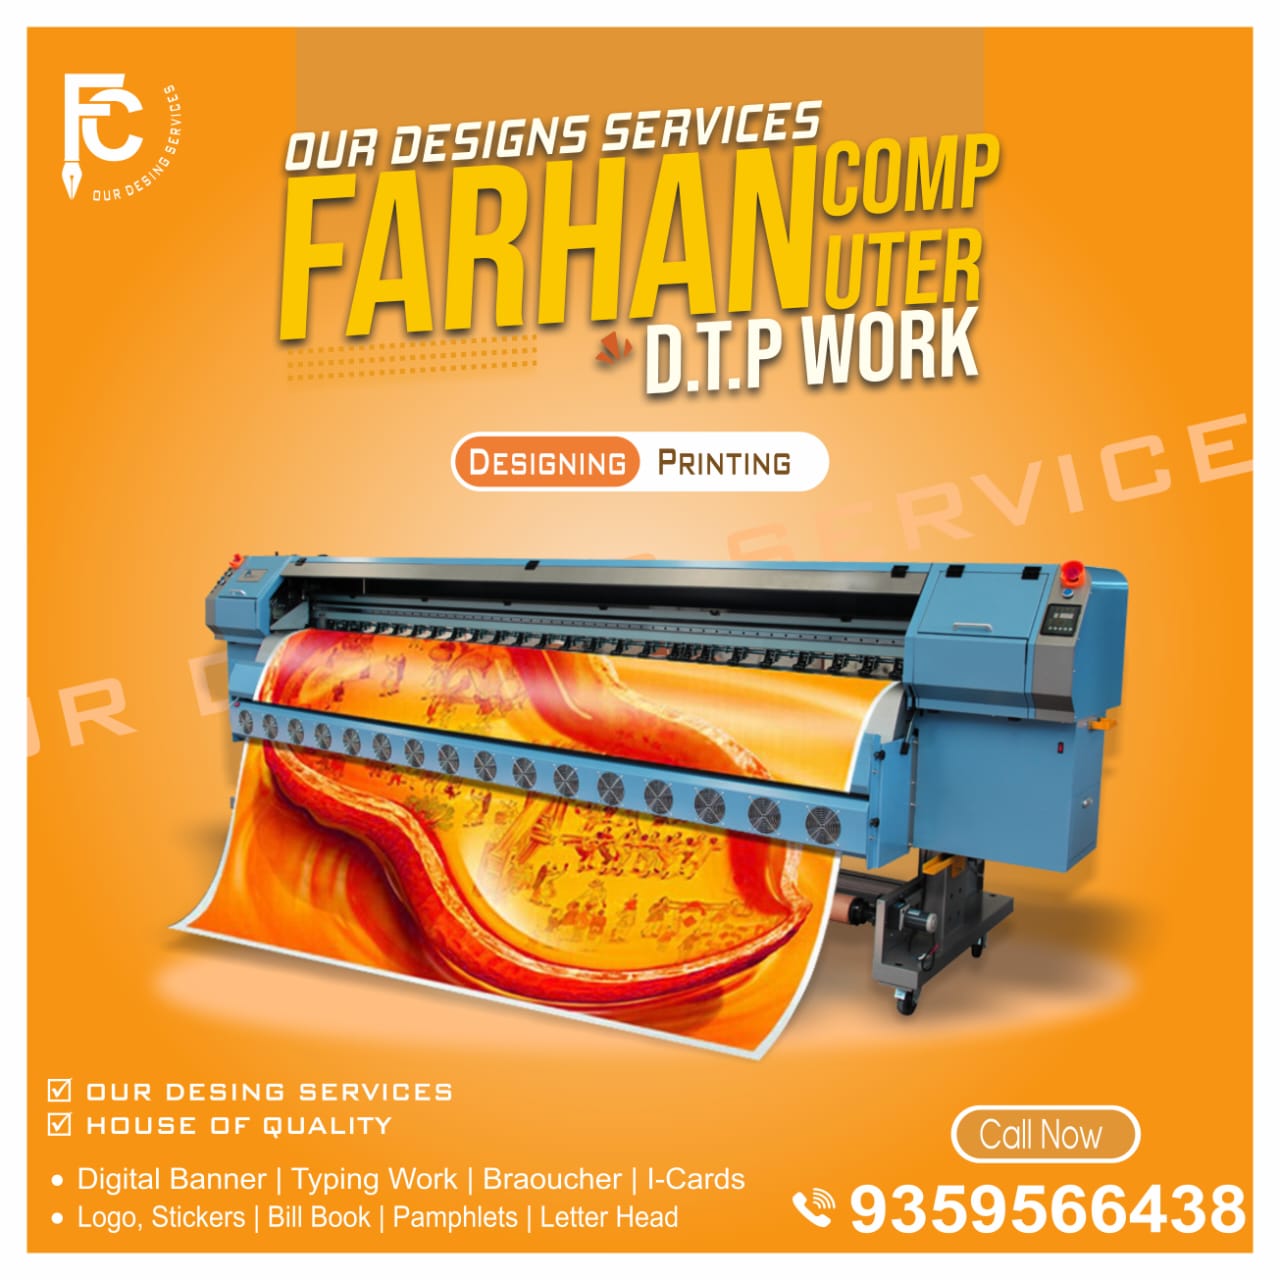 FC
OUR DESING SERVICES
OUR DESIGNS SERVICES
FARHAN
COMP
UTER
D.T.P WORK
DESIGNING PRINTING
UR D SERVICE
OUR DESING SERVICES
HOUSE OF QUALITY
• Digital Banner | Typing Work | Braoucher | I-Cards
• Logo, Stickers | Bill Book | Pamphlets | Letter Head
Call Now
9359566438